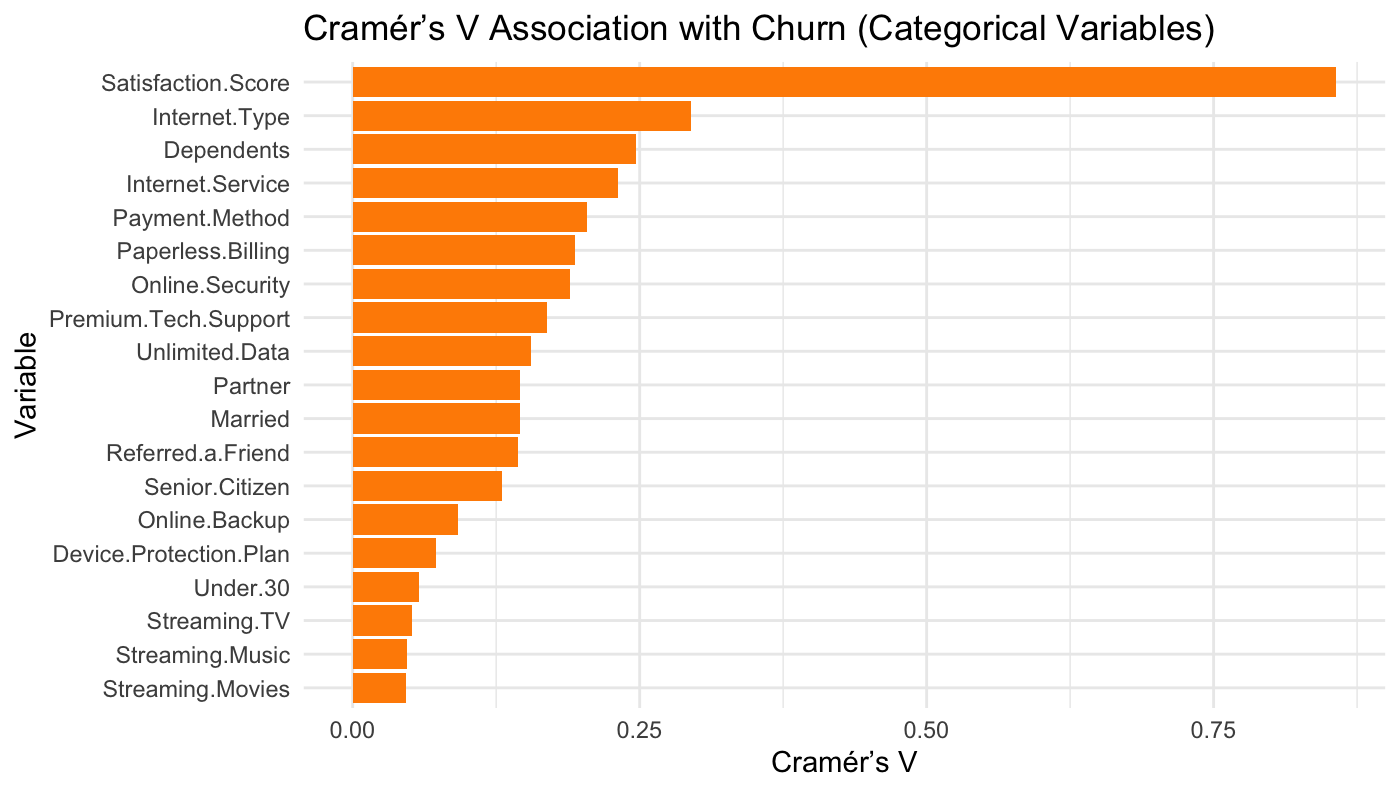 Cramér’s V Association with Churn (Categorical Variables)
Variable
Satisfaction.Score
Internet.Type
Dependents
Internet.Service
Payment.Method
Paperless.Billing
Online.Security
Premium.Tech.Support
Unlimited.Data
Partner
Married
Referred.a.Friend
Senior.Citizen
Online.Backup
Device.Protection.Plan
Under.30
Streaming.TV
Streaming.Music
Streaming.Movies
0.00 0.25 0.50 0.75
Cramér’s V